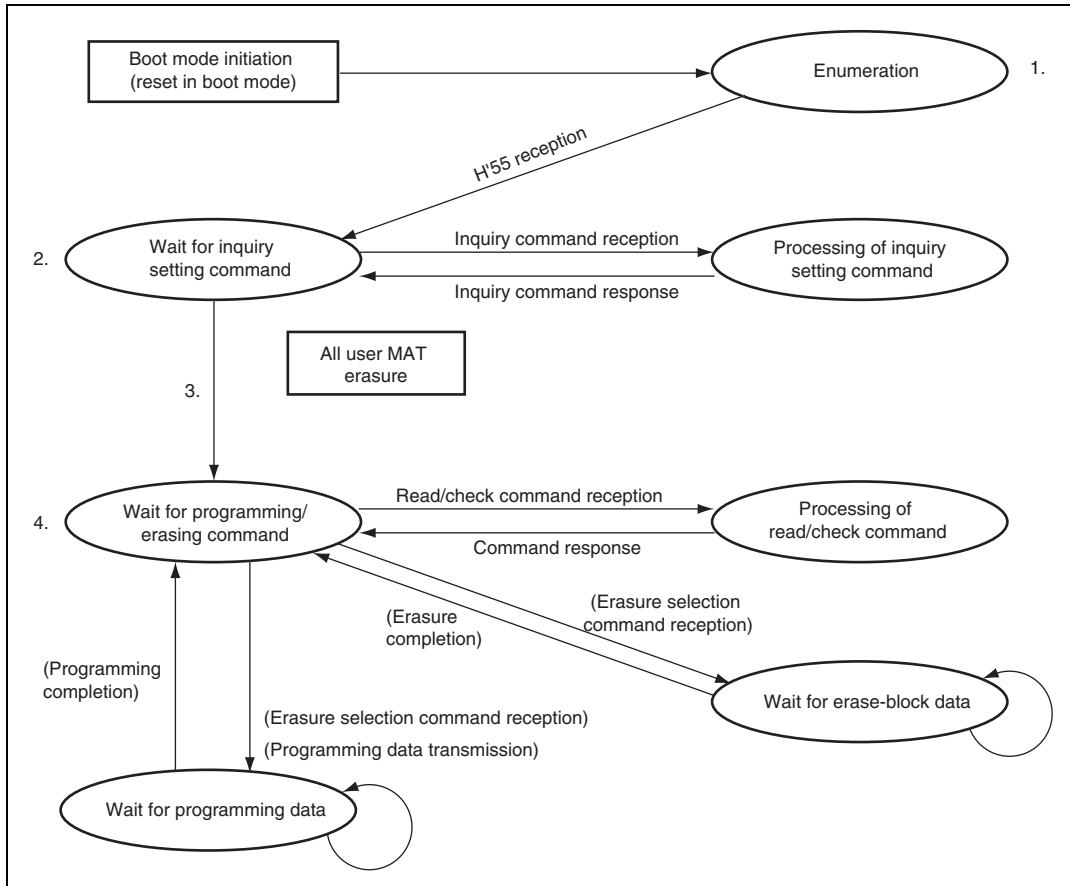 Boot mode initiation
(reset in boot mode)
Enumeration
1.
H'55 reception
2.
Wait for inquiry
setting command
Inquiry command reception
Inquiry command response
Processing of inquiry
setting command
All user MAT
erasure
3.
4.
Wait for programming/
erasing command
Read/check command reception
Command response
Processing of
read/check command
(Erasure
completion)
(Erasure selection
command reception)
(Programming
completion)
Wait for erase-block data
(Erasure selection command reception)
(Programming data transmission)
Wait for programming data